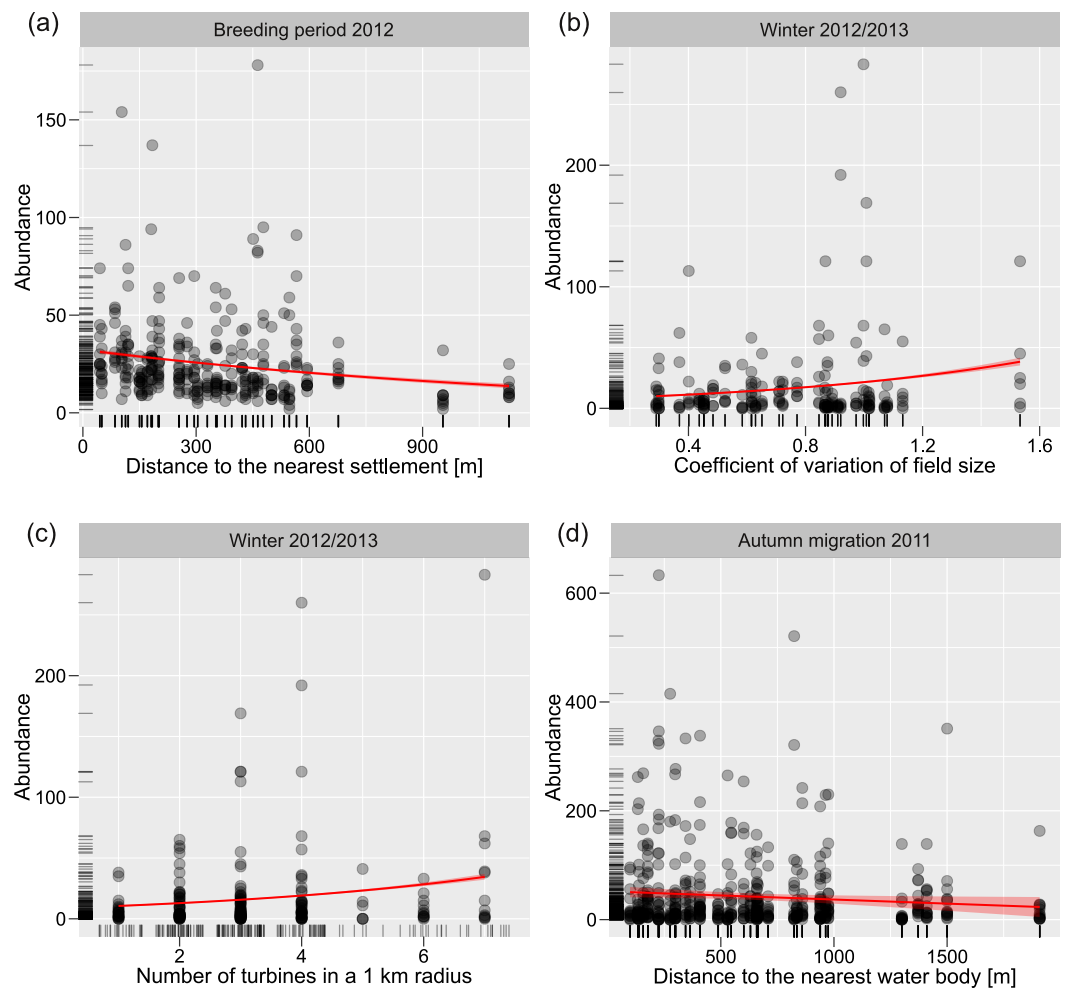 (a)
Breeding period 2012
Abundance
150
100
50
0
0
300
600
900
Distance to the nearest settlement [m]
(b)
Winter 2012/2013
Abundance
200
100
0
0.4
0.8
1.2
1.6
Coefficient of variation of field size
(c)
Winter 2012/2013
Abundance
200
100
0
2
4
6
Number of turbines in a 1 km radius
(d)
Autumn migration 2011
Abundance
600
400
200
0
500
1000
1500
Distance to the nearest water body [m]